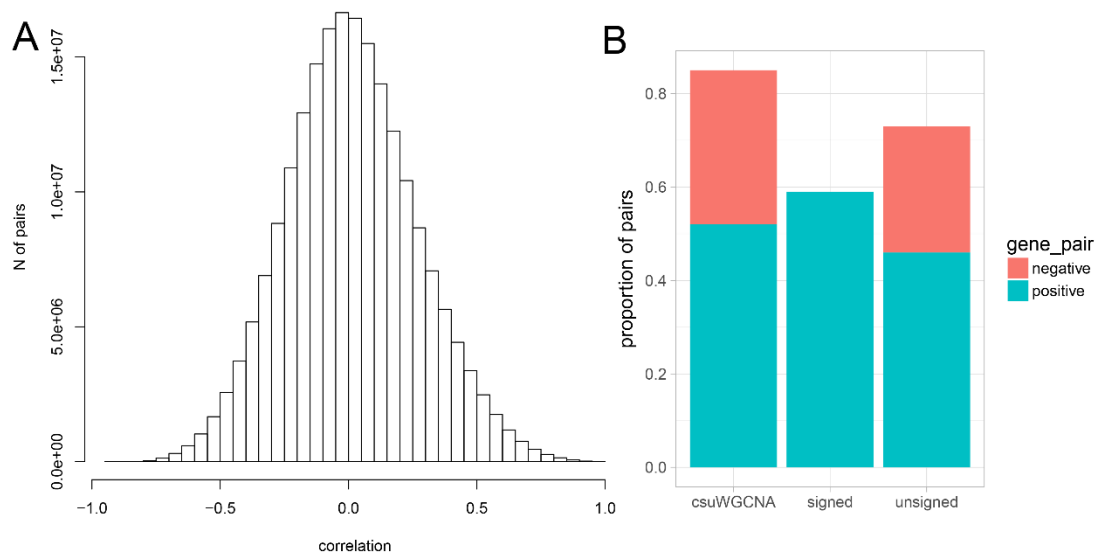 A
N of pairs
1.5e+07
1.0e+07
5.0e+06
0.0e+00
−1.0
−0.5
0.0
0.5
1.0
correlation
B
proportion of pairs
0.8
0.6
0.4
0.2
0.0
csuWGCNA
signed
unsigned
gene_pair
negative
positive